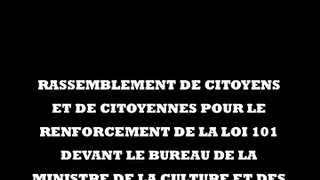 RASSEMBLEMENT DE CITOYENS
ET DE CITOYENNES POUR LE
RENFORCEMENT DE LA LOI 101
DEVANT LE BUREAU DE LA
MINISTRE DE LA CULTURE ET DES